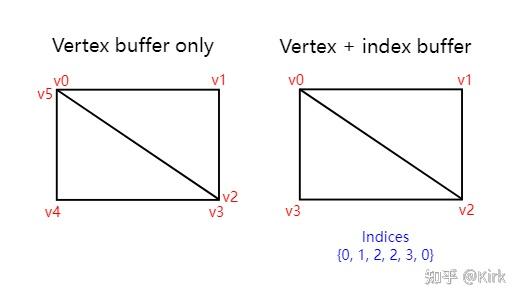 Vertex buffer only
v0
v5
v1
v2
v3
v4
Vertex + index buffer
v0
v1
v3
v2
Indices
{0, 1, 2, 2, 3, 0}
知乎 @Kirk